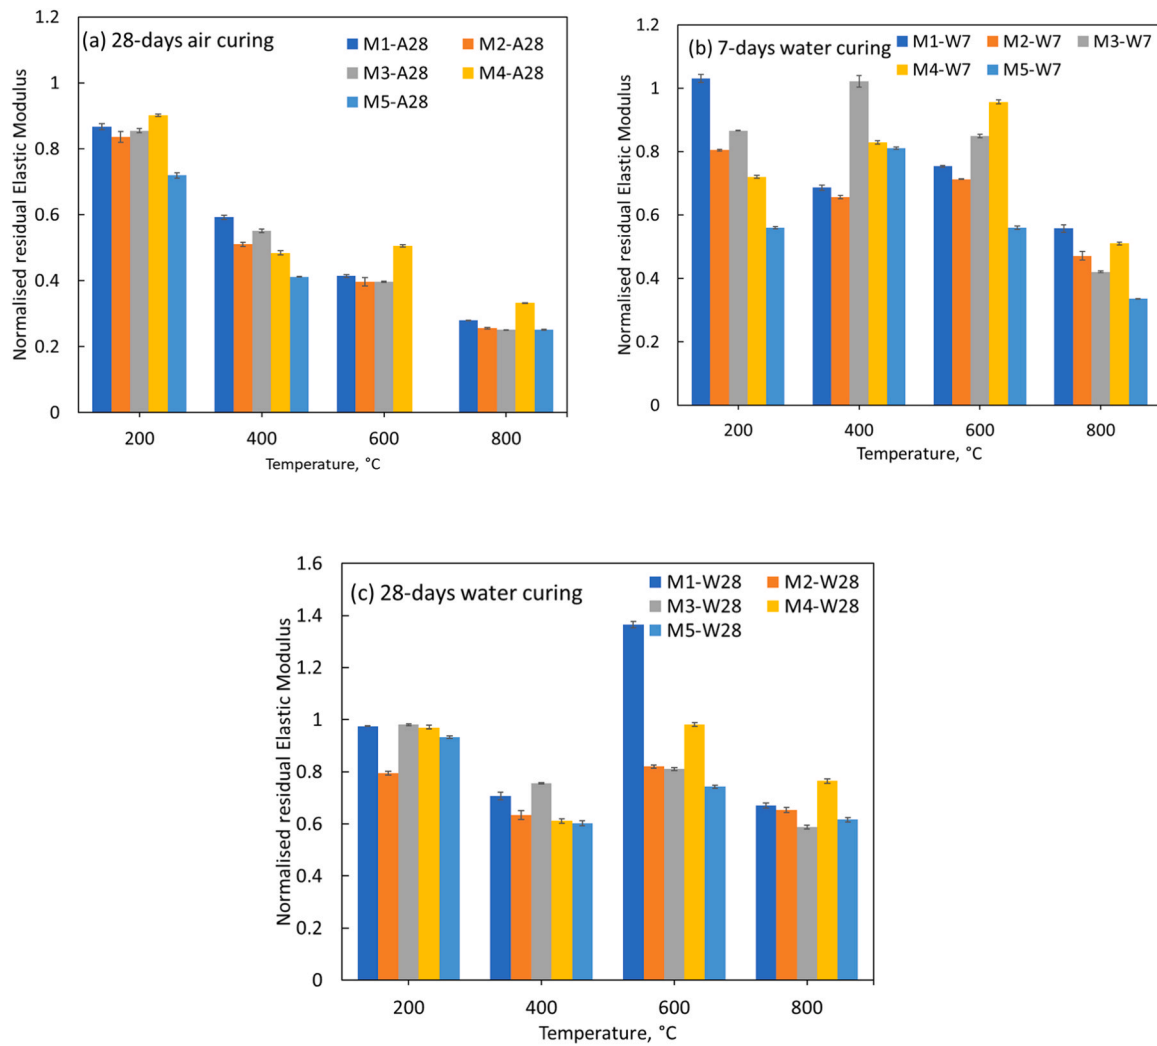 (a) 28-days air curing
M1-A28 M2-A28
M3-A28 M4-A28
M5-A28
Normalised residual Elastic Modulus
1.2
1
0.8
0.6
0.4
0.2
0
200 400 600 800
Temperature, °C
(b) 7-days water curing
M1-W7 M2-W7 M3-W7
M4-W7 M5-W7
Normalised residual Elastic Modulus
1.2
1
0.8
0.6
0.4
0.2
0
200 400 600 800
Temperature, °C
(c) 28-days water curing
M1-W28 M2-W28
M3-W28 M4-W28
M5-W28
Normalised residual Elastic Modulus
1.6
1.4
1.2
1
0.8
0.6
0.4
0.2
0
200 400 600 800
Temperature, °C